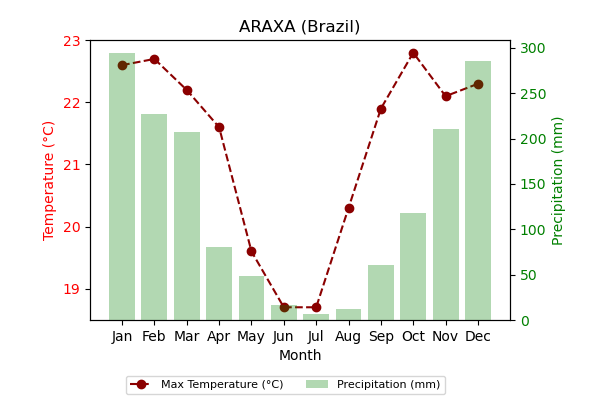 ARAXA (Brazil)
23
22
21
20
19
Temperature (°C)
300
250
200
150
100
50
0
Precipitation (mm)
Jan Feb Mar Apr May Jun Jul Aug Sep Oct Nov Dec
Month
Max Temperature (°C) Precipitation (mm)